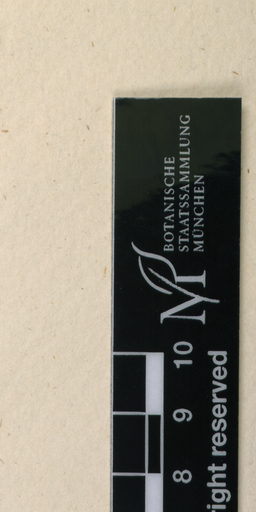 BOTANISCHE
STAATSSAMMLUNG
MÜNCHEN
10
9
8
right reserved